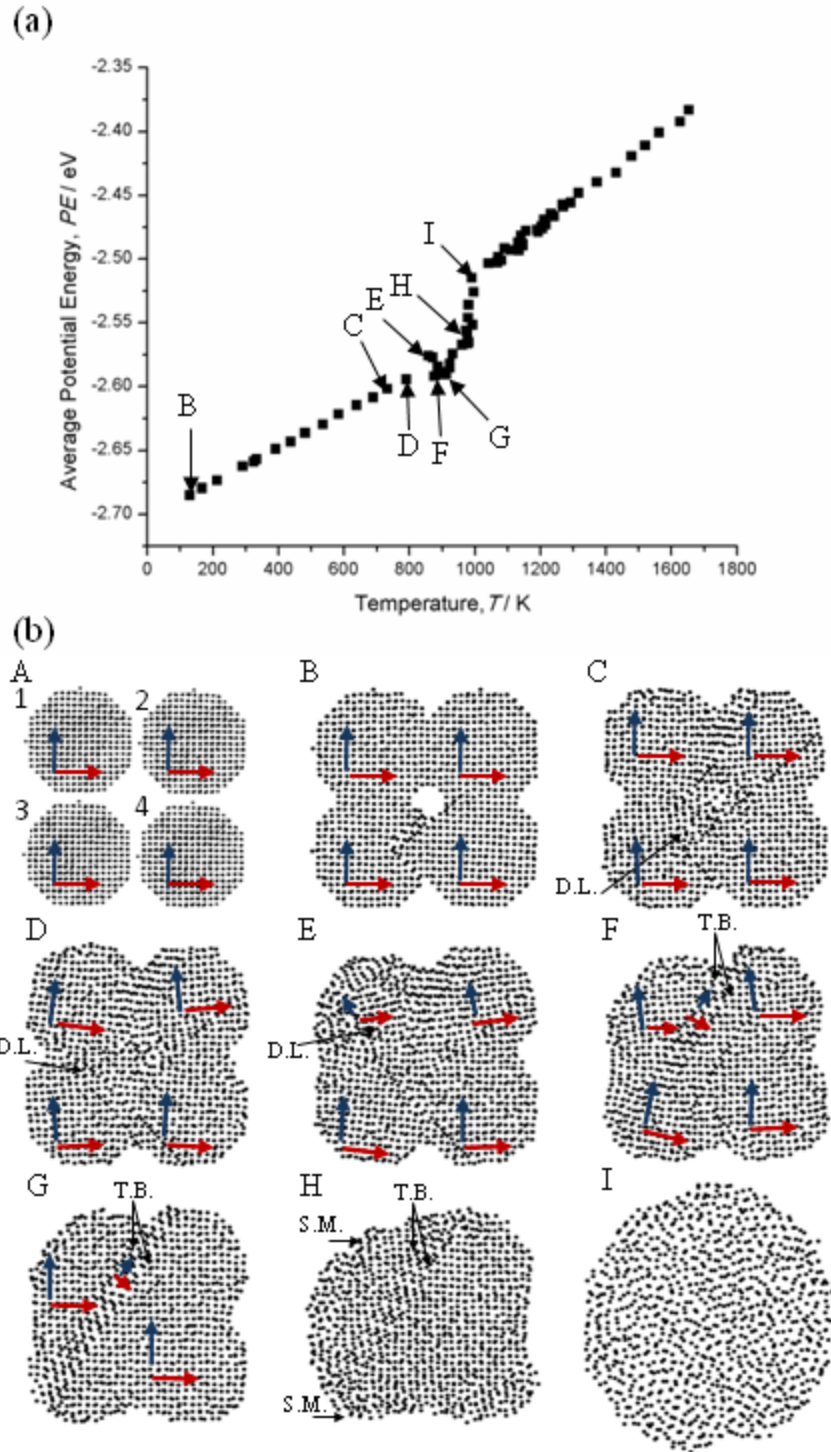 (a)
-2.35
-2.40
-2.45
-2.50
-2.55
-2.60
-2.65
-2.70
Average Potential Energy, PE / eV
I
H
E
C
B
D
F
G
0 200 400 600 800 1000 1200 1400 1600 1800
Temperature, T / K
(b)
A B C
1 2
3 4
D.L.
D E F
T.B.
D.L.
D.L.
G H I
T.B.
T.B.
S.M.
S.M.